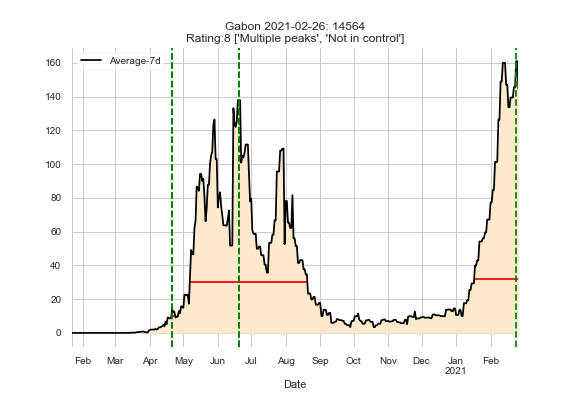 Gabon 2021-02-26: 14564
Rating:8 ['Multiple peaks', 'Not in control']
Average-7d
160
140
120
100
80
60
40
20
0
Feb Mar Apr May Jun Jul Aug Sep Oct Nov Dec Jan Feb
2021
Date